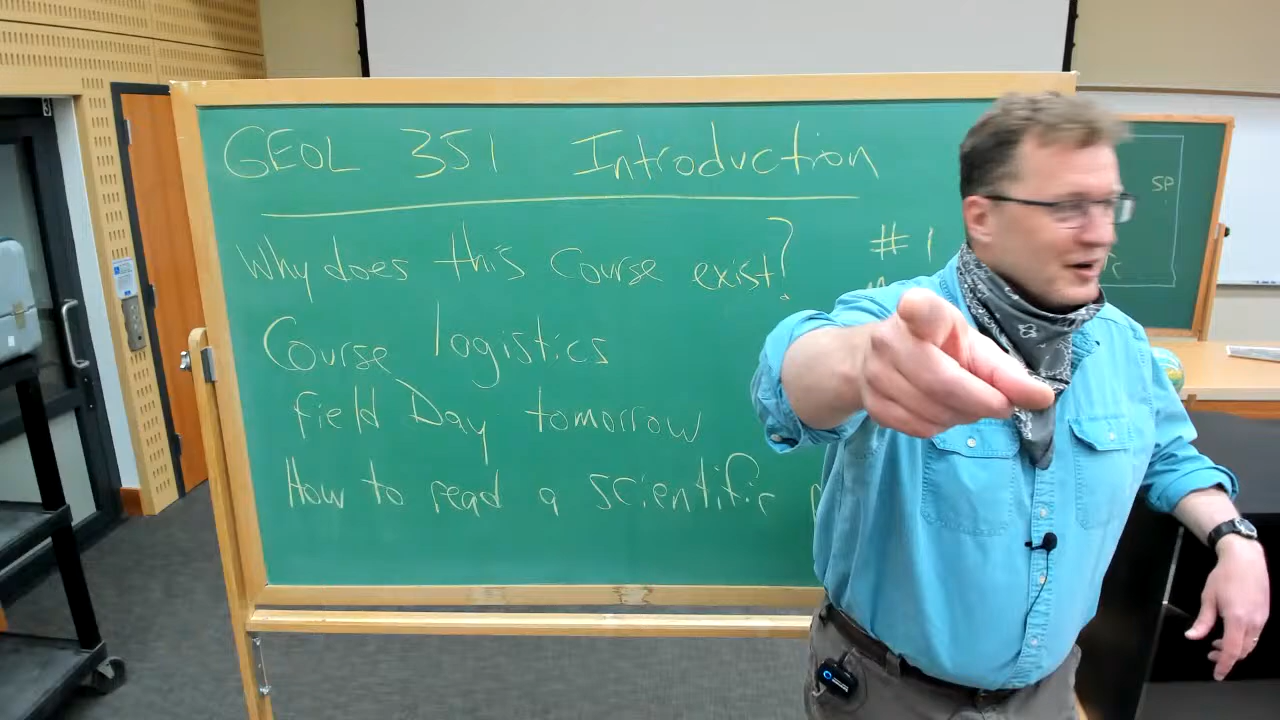 GEOL 351 Introduction
Why does this Course exist?
# 1
Course logistics
Field Day tomorrow
How to read a scientific
SP